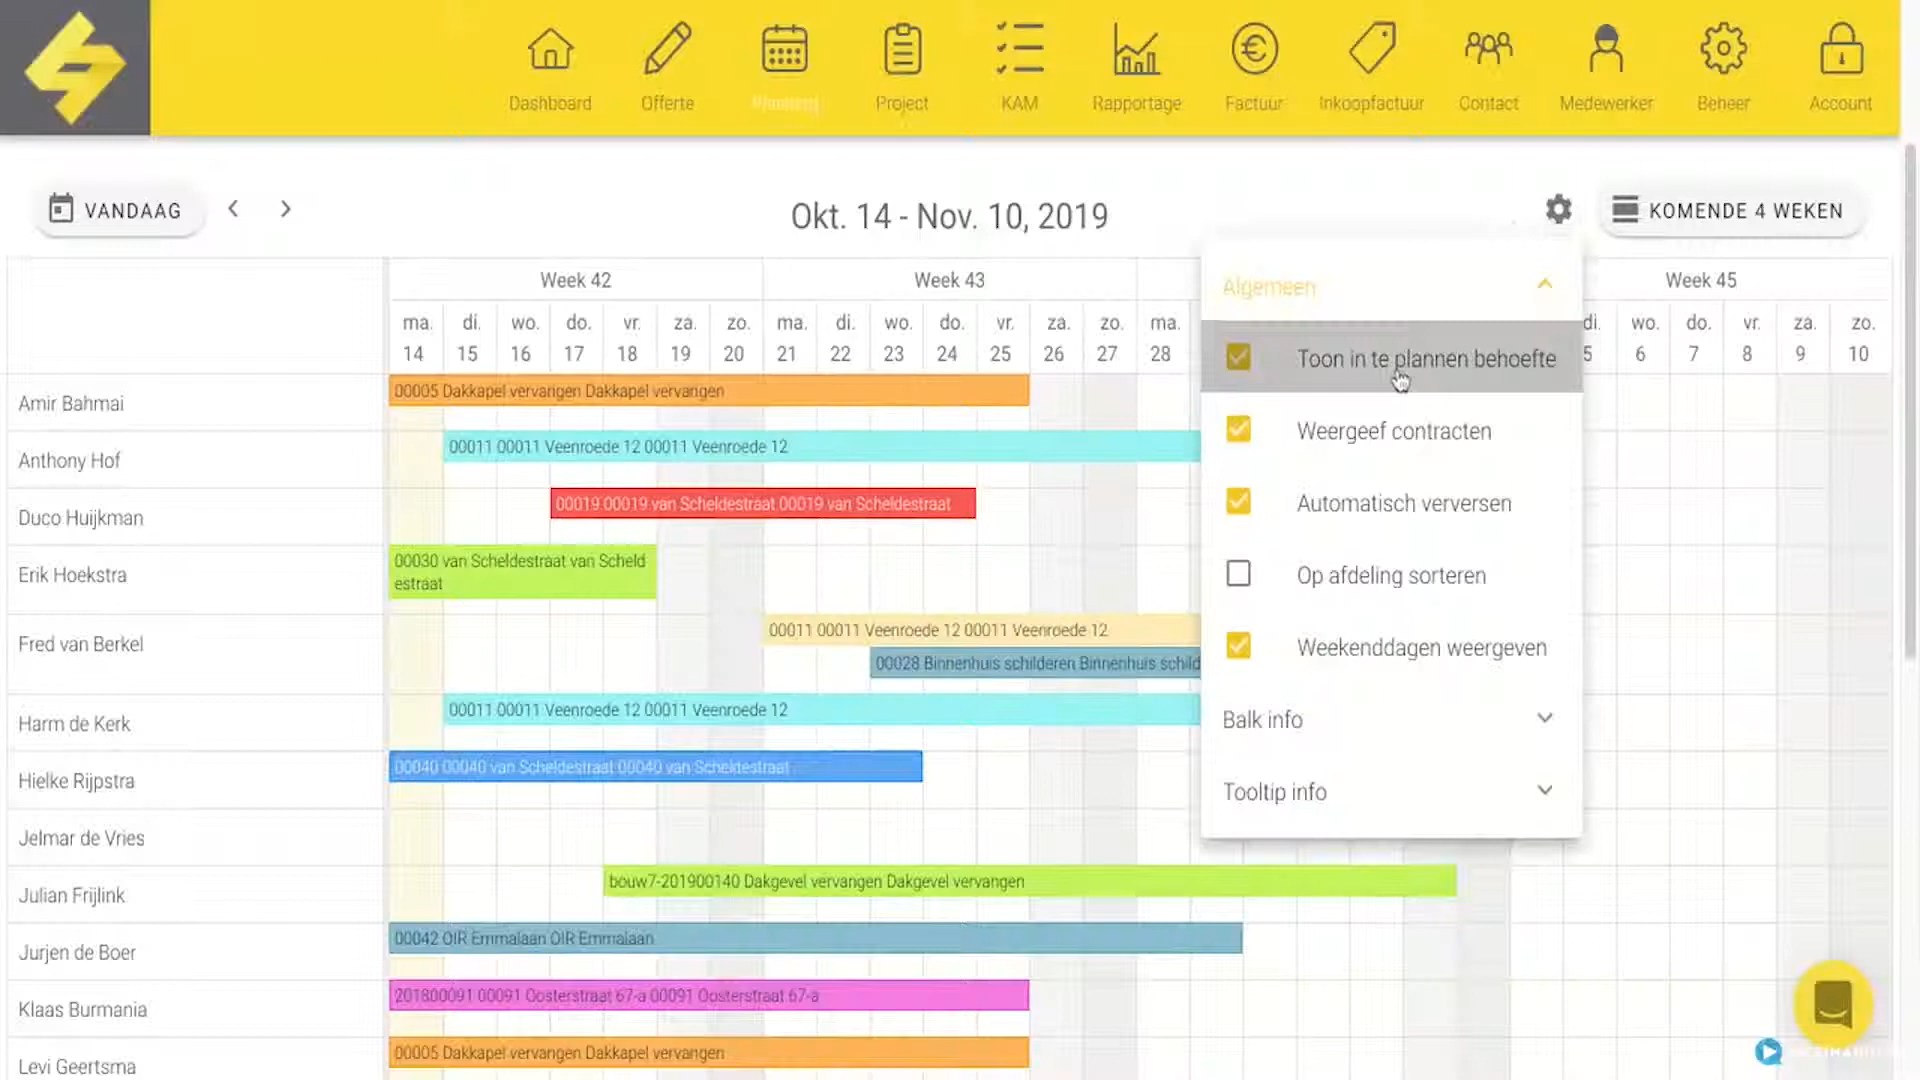 Dashboard
Offerte
Planning
Project
KAM
Rapportage
Factuur
Inkoopfactuur
Contact
Medewerker
Beheer
Account
VANDAAG
Okt. 14 - Nov. 10, 2019
KOMENDE 4 WEKEN
Week 42
Week 43
Week 45
ma. di. wo. do. vr. za. zo. ma. di. wo. do. vr. za. zo. ma. di. wo. do. vr. za. zo.
14 15 16 17 18 19 20 21 22 23 24 25 26 27 28 5 6 7 8 9 10
Algemeen
Toon in te plannen behoefte
Weergeef contracten
Automatisch verversen
Op afdeling sorteren
Weekenddagen weergeven
Balk info
Tooltip info
Amir Bahmai
00005 Dakkapel vervangen Dakkapel vervangen
Anthony Hof
00011 00011 Veenroede 12 00011 Veenroede 12
Duco Huijkman
00019 00019 van Scheldestraat 00019 van Scheldestraat
Erik Hoekstra
00030 van Scheldestraat van Scheld
estraat
Fred van Berkel
00011 00011 Veenroede 12 00011 Veenroede 12
00028 Binnenhuis schilderen Binnenhuis schild
Harm de Kerk
00011 00011 Veenroede 12 00011 Veenroede 12
Hielke Rijpstra
00040 00040 van Scheldestraat 00040 van Scheldestraat
Jelmar de Vries
Julian Frijlink
bouw7-201900140 Dakgevel vervangen Dakgevel vervangen
Jurjen de Boer
00042 OIR Emmalaan OIR Emmalaan
Klaas Burmania
201800091 00091 Oosterstraat 67-a 00091 Oosterstraat 67-a
Levi Geertsma
00005 Dakkapel vervangen Dakkapel vervangen